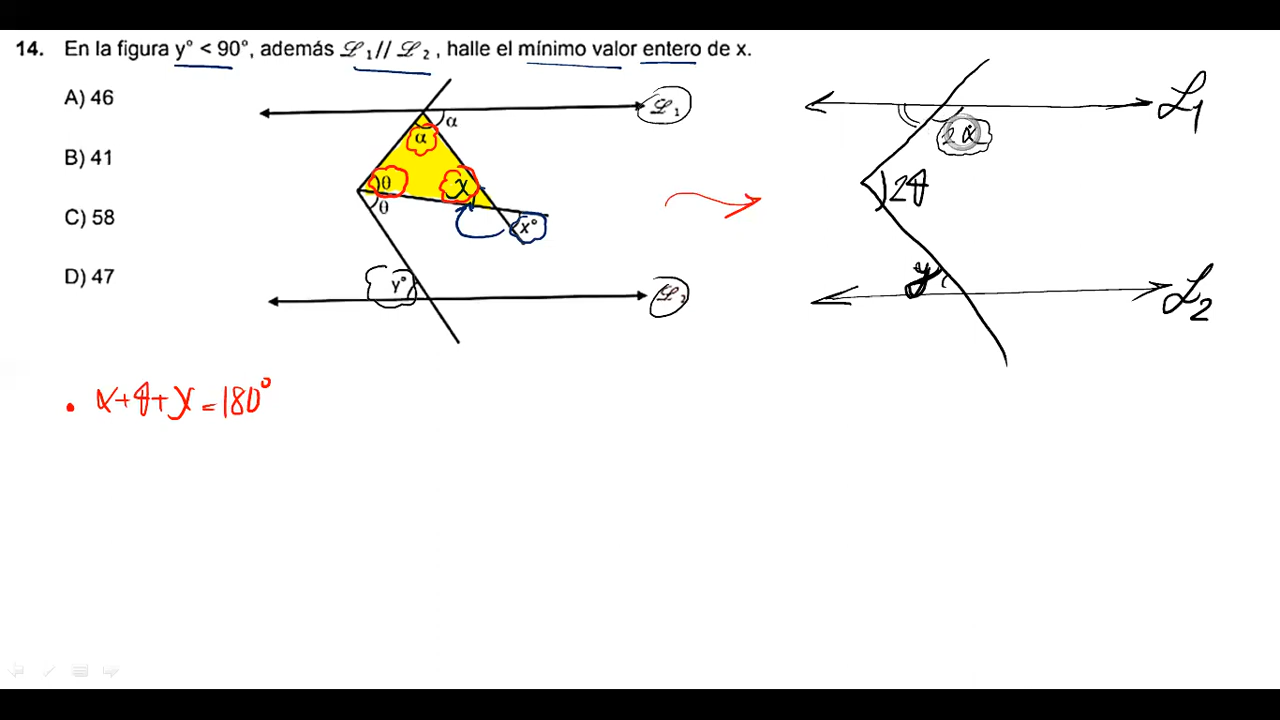 14. En la figura y° < 90°, además ℒ₁ // ℒ₂, halle el mínimo valor entero de x.
A) 46
B) 41
C) 58
D) 47
ℒ₁
α
α
θ
x
θ
x°
y°
ℒ₂
ℒ₁
2α
2θ
y
ℒ₂
• α+θ+x=180°